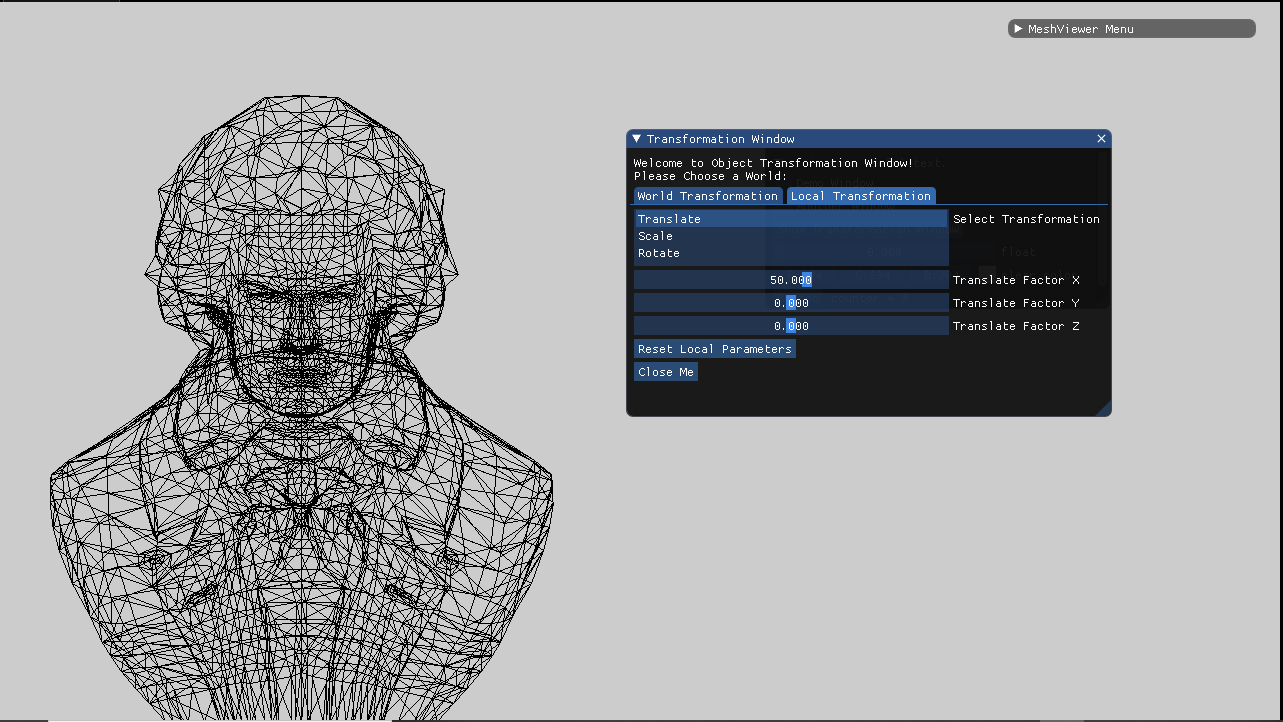 MeshViewer Menu
Transformation Window
Welcome to Object Transformation Window!
Please Choose a World:
World Transformation Local Transformation
Translate Select Transformation
Scale
Rotate
float
50.000 Translate Factor X
0.000 Translate Factor Y
0.000 Translate Factor Z
Reset Local Parameters
Close Me